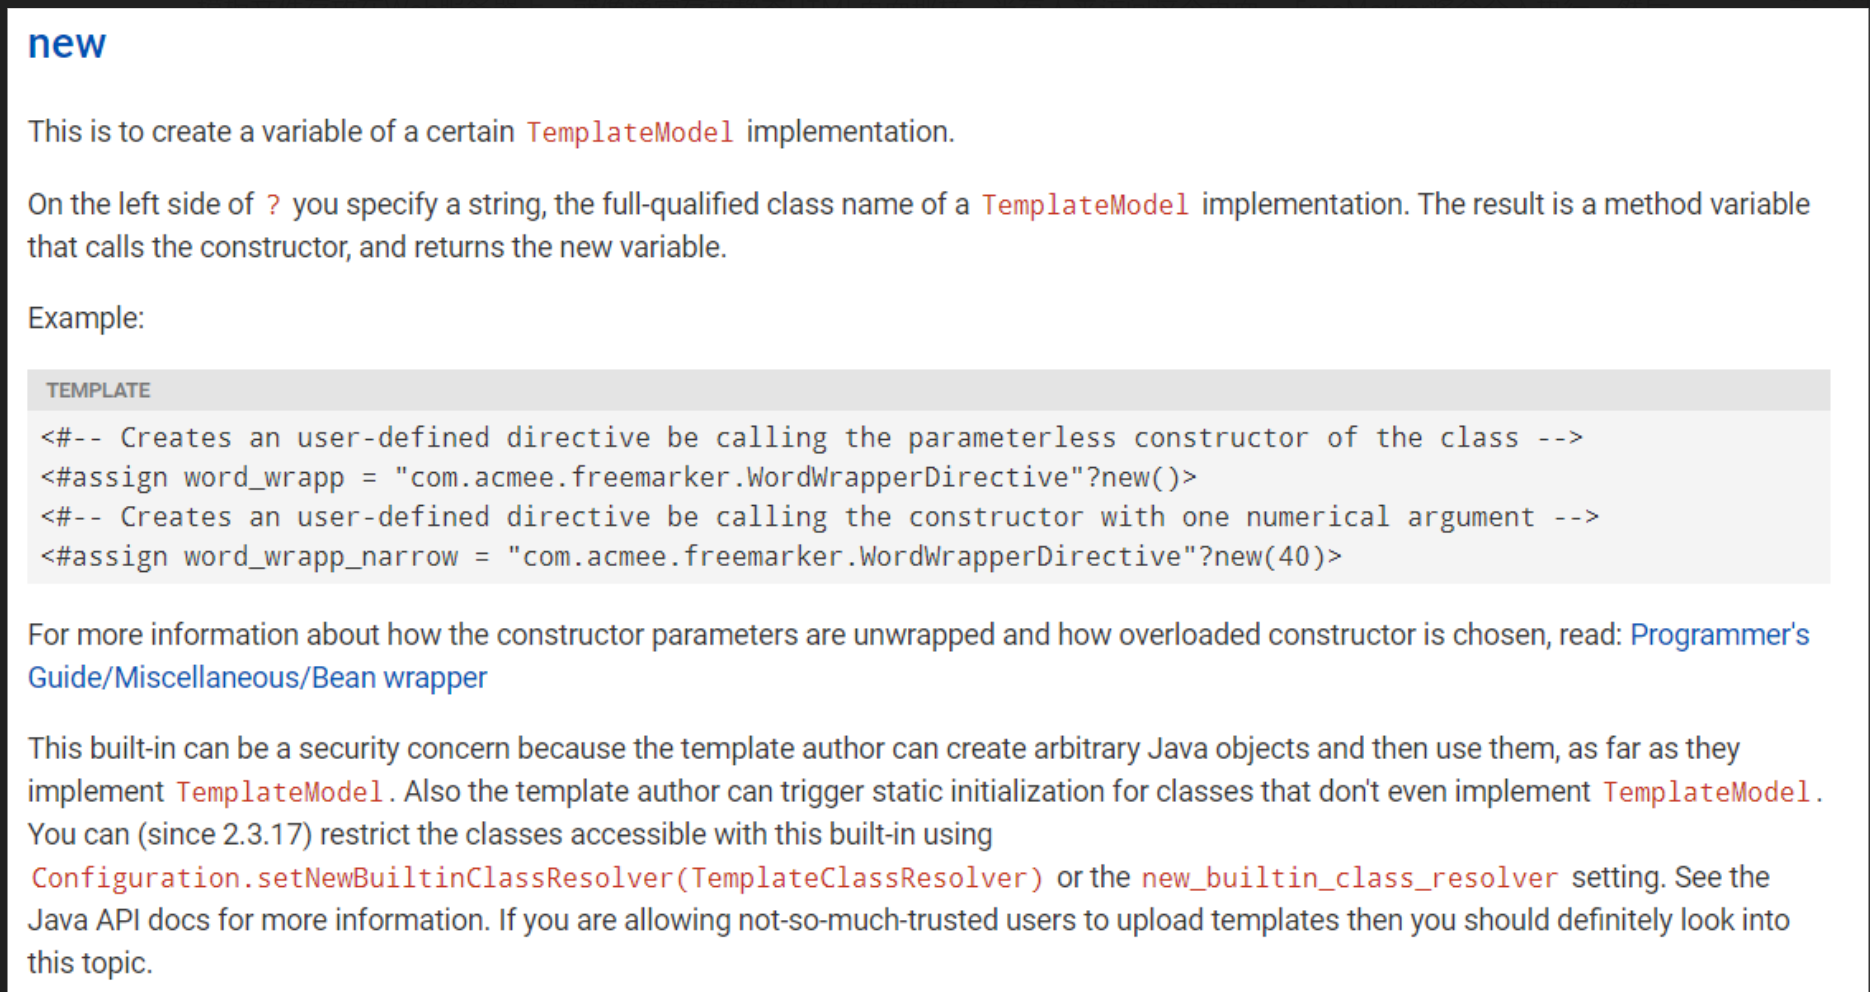 new
This is to create a variable of a certain TemplateModel implementation.
On the left side of ? you specify a string, the full-qualified class name of a TemplateModel implementation. The result is a method variable
that calls the constructor, and returns the new variable.
Example:
TEMPLATE
<#-- Creates an user-defined directive be calling the parameterless constructor of the class -->
<#assign word_wrapp = "com.acmee.freemarker.WordWrapperDirective"?new()>
<#-- Creates an user-defined directive be calling the constructor with one numerical argument -->
<#assign word_wrapp_narrow = "com.acmee.freemarker.WordWrapperDirective"?new(40)>
For more information about how the constructor parameters are unwrapped and how overloaded constructor is chosen, read: Programmer's
Guide/Miscellaneous/Bean wrapper
This built-in can be a security concern because the template author can create arbitrary Java objects and then use them, as far as they
implement TemplateModel. Also the template author can trigger static initialization for classes that don't even implement TemplateModel.
You can (since 2.3.17) restrict the classes accessible with this built-in using
Configuration.setNewBuiltinClassResolver(TemplateClassResolver) or the new_builtin_class_resolver setting. See the
Java API docs for more information. If you are allowing not-so-much-trusted users to upload templates then you should definitely look into
this topic.